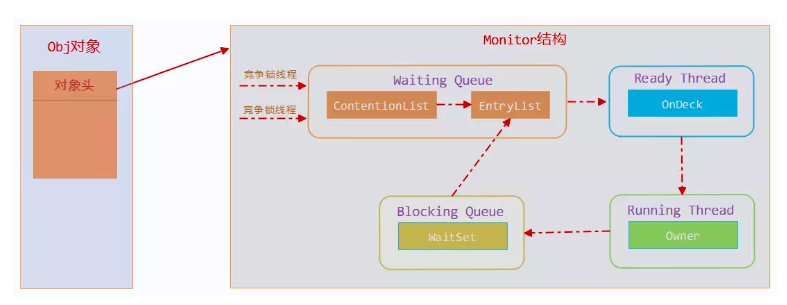 Obj对象
对象头
Monitor结构
竞争锁线程
竞争锁线程
Waiting Queue
ContentionList
EntryList
Ready Thread
OnDeck
Blocking Queue
WaitSet
Running Thread
Owner